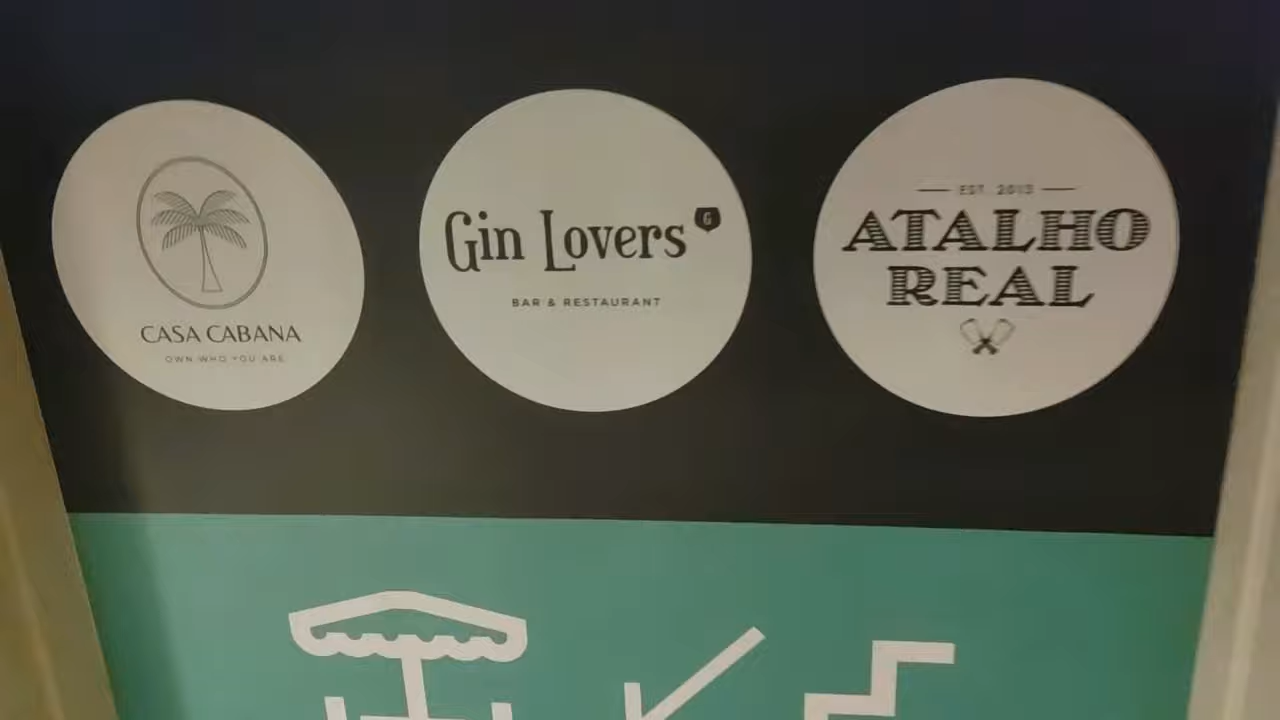 CASA CABANA
OWN WHO YOU ARE
Gin Lovers G
BAR & RESTAURANT
EST 2013
ATALHO
REAL